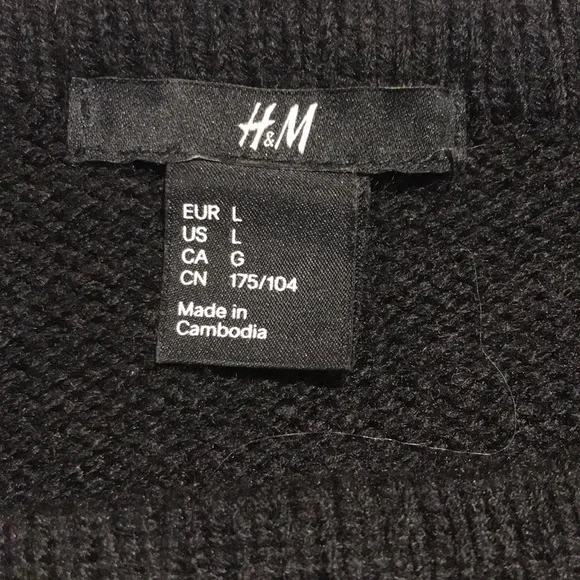 H&M
EUR L
US L
CA G
CN 175/104
Made in
Cambodia